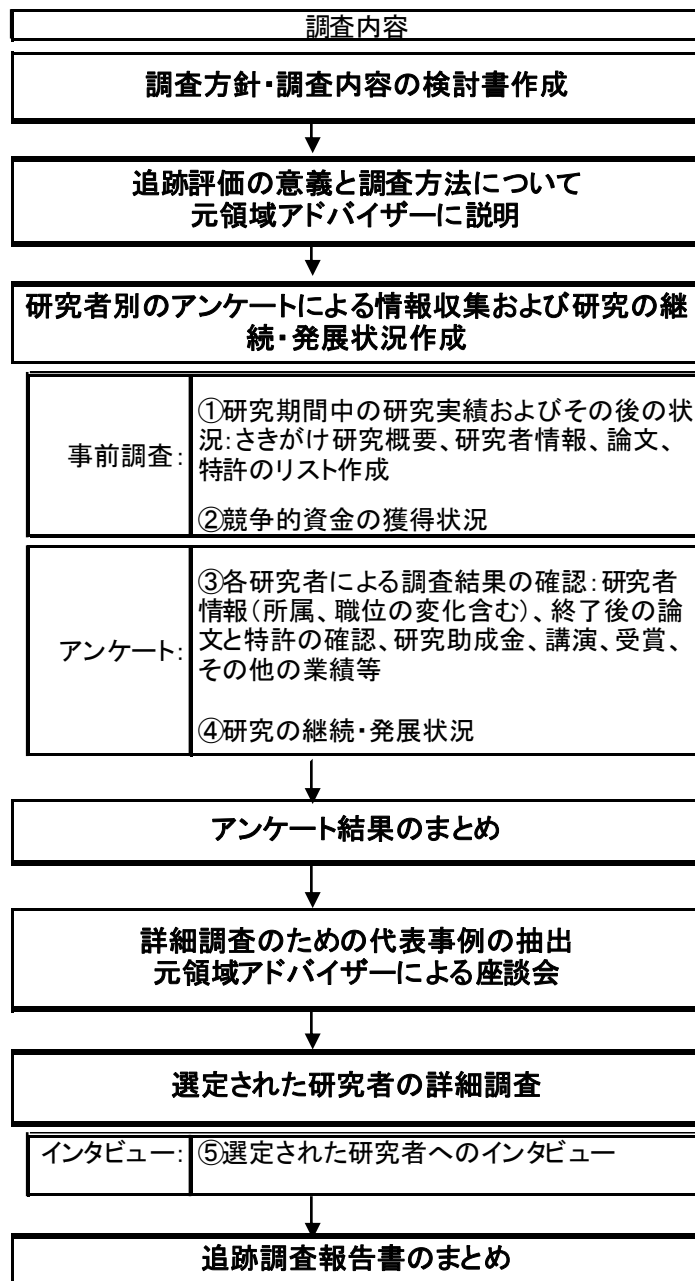 調査内容
調査方針・調査内容の検討書作成
追跡評価の意義と調査方法について
元領域アドバイザーに説明
研究者別のアンケートによる情報収集および研究の継
続・発展状況作成
事前調査:
①研究期間中の研究実績およびその後の状
況:さきがけ研究概要、研究者情報、論文、
特許のリスト作成
②競争的資金の獲得状況
アンケート:
③各研究者による調査結果の確認:研究者
情報(所属、職位の変化含む)、終了後の論
文と特許の確認、研究助成金、講演、受賞、
その他の業績等
④研究の継続・発展状況
アンケート結果のまとめ
詳細調査のための代表事例の抽出
元領域アドバイザーによる座談会
選定された研究者の詳細調査
インタビュー:
⑤選定された研究者へのインタビュー
追跡調査報告書のまとめ